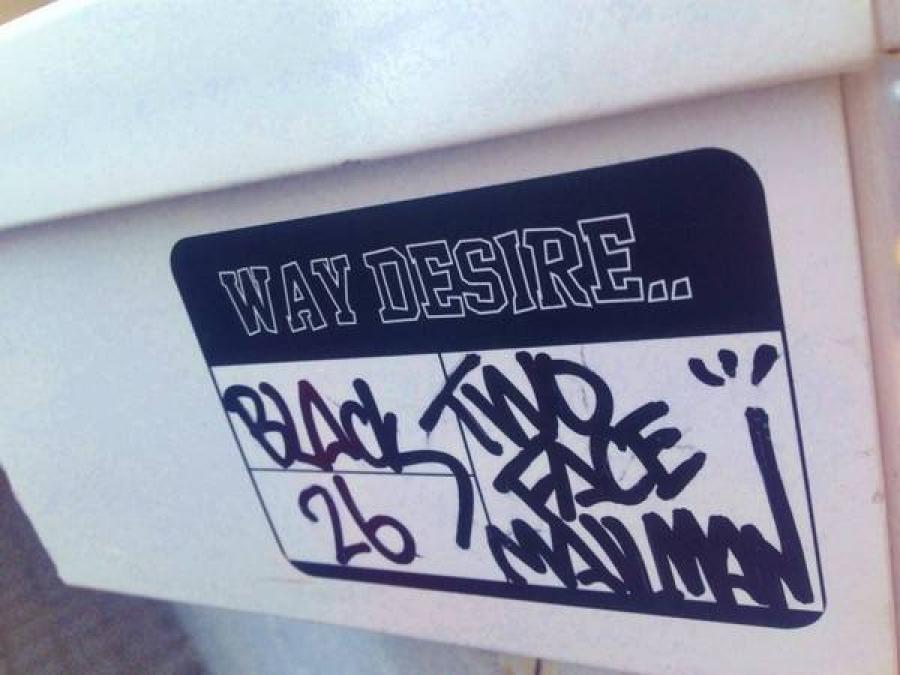 WAY DESIRE..
BLACK
26
TWO
FACE
MAILMAN